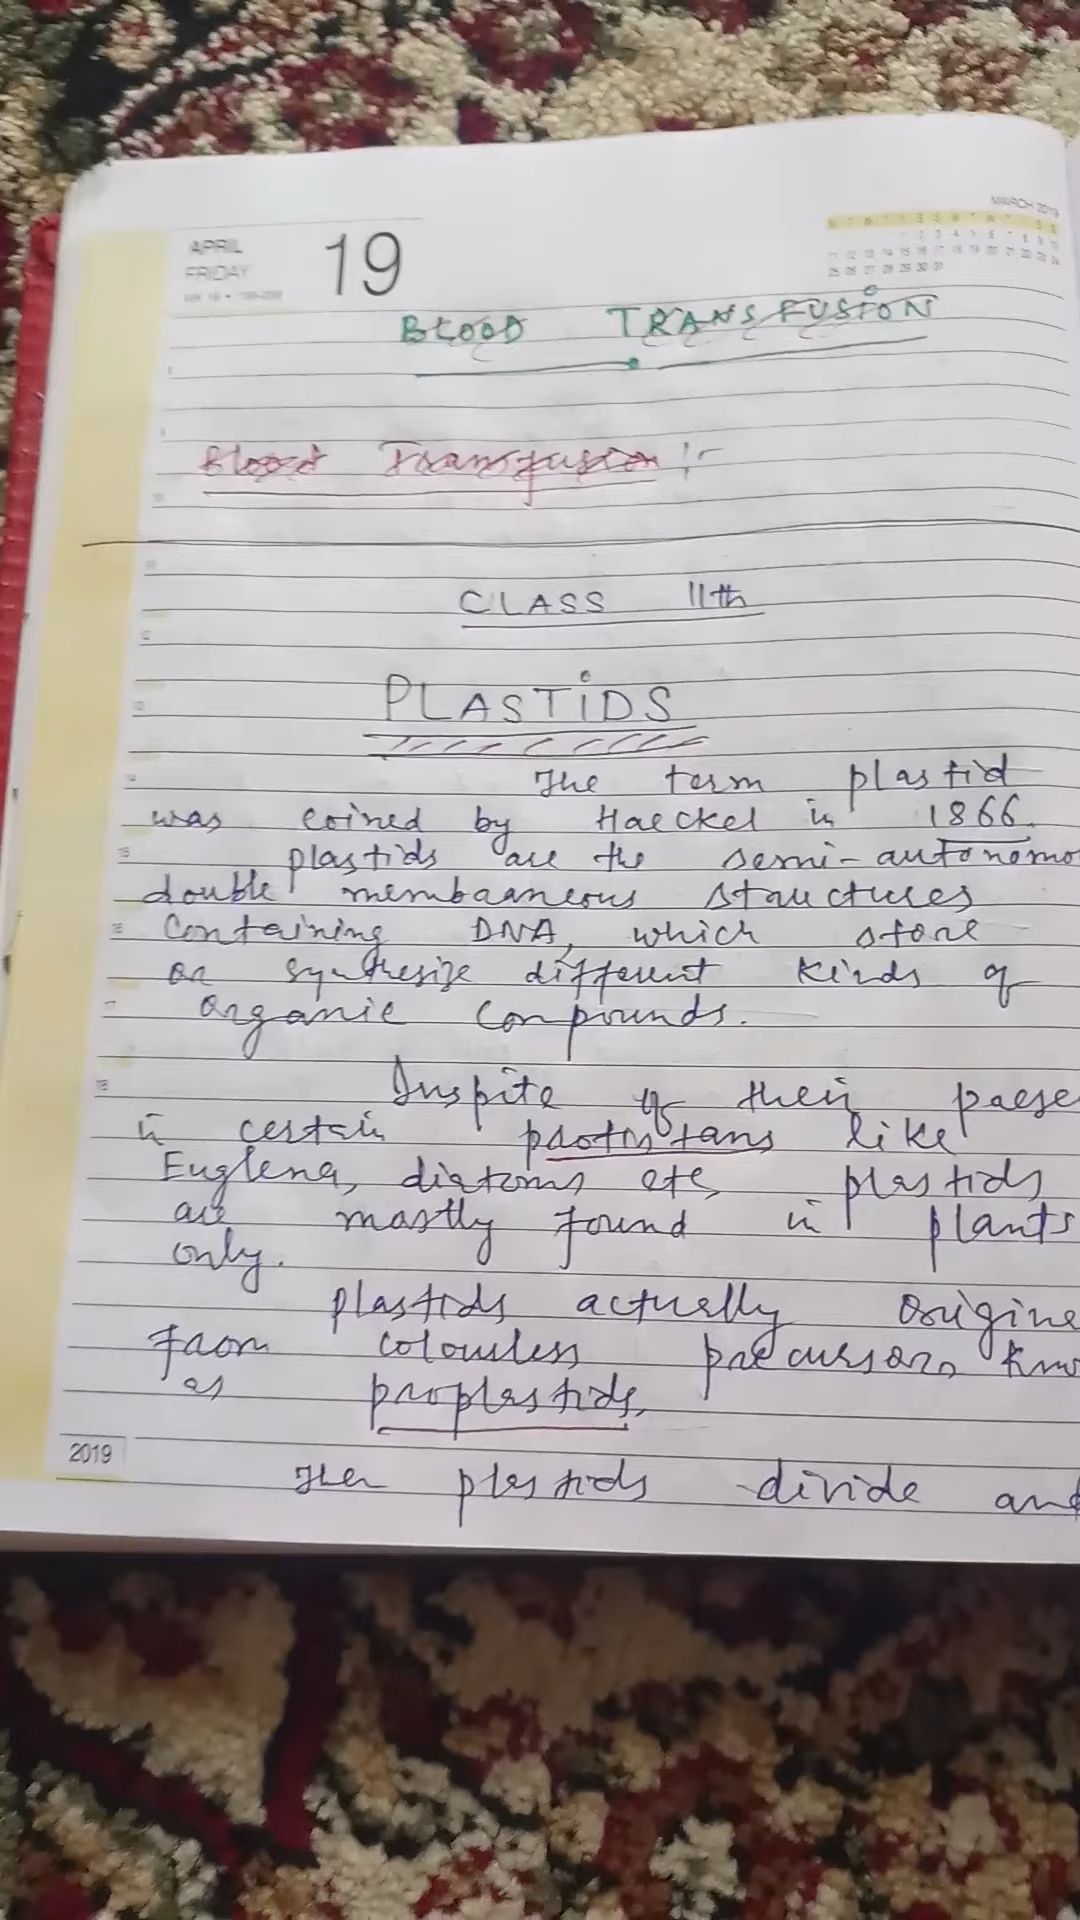 MARCH 2019
APRIL
FRIDAY
19
BLOOD TRANSFUSION
Blood Transfusion :-
CLASS 11th
PLASTIDS
The term plastid
was coined by Haeckel in 1866.
plastids are the semi-autonomo
double membraneous structures
Containing DNA, which store
or synthesize different kinds of
organic compounds.
Inspite of their prese
in certain protistans like
Euglena, diatoms etc, plastids
are mostly found in plants
only.
plastids actually origine
from colourless precursors kno
as proplastids.
2019
The plastids divide and